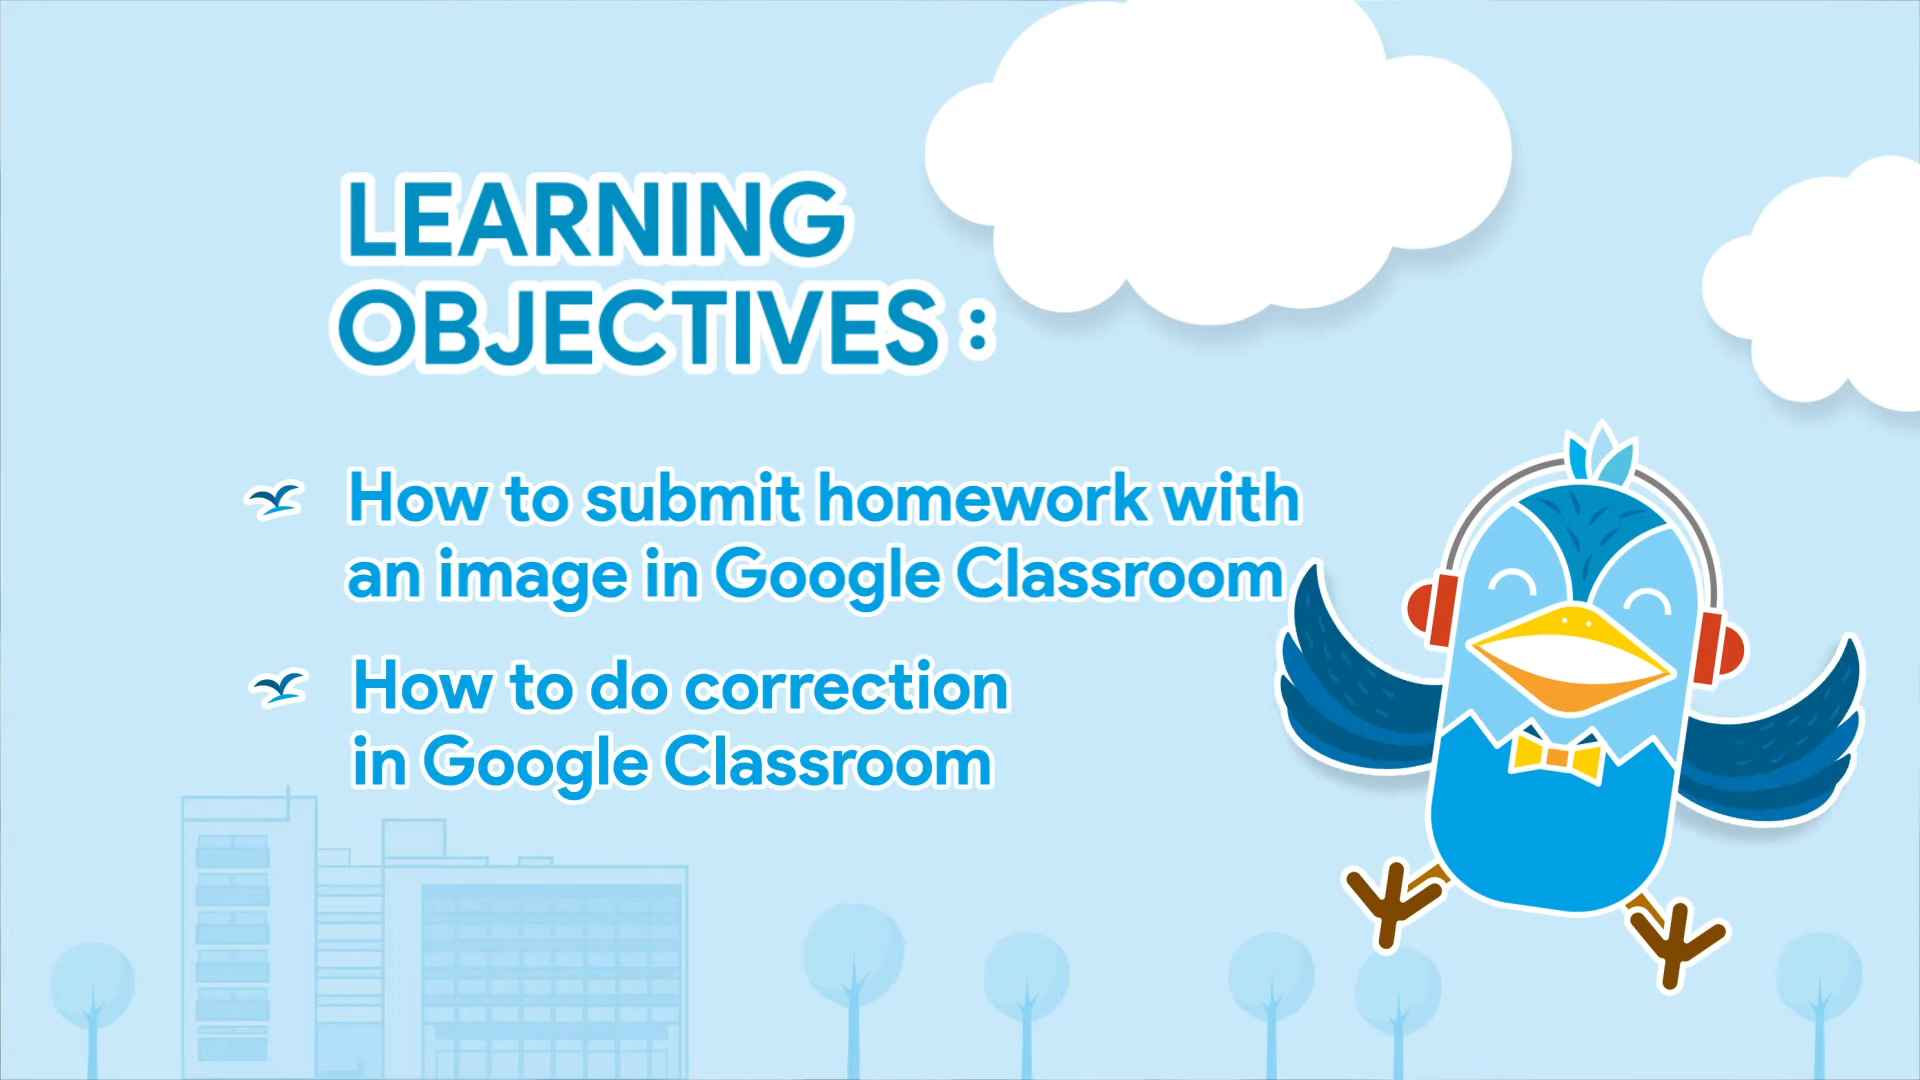 LEARNING
OBJECTIVES :
How to submit homework with
an image in Google Classroom
How to do correction
in Google Classroom